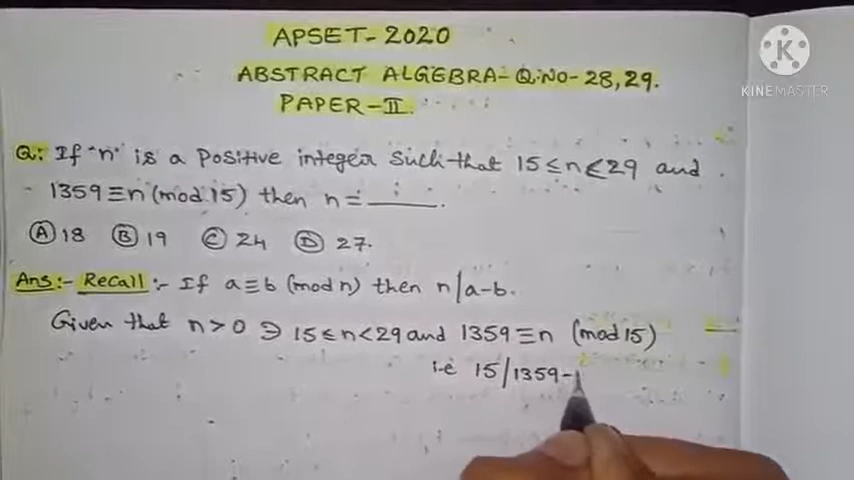 APSET-2020
ABSTRACT ALGEBRA-Q.NO-28,29.
PAPER-II.
KINEMASTER
Q: If "n" is a positive integer such that 15 ≤ n < 29 and
1359 ≡ n (mod 15) then n = ______.
Ⓐ 18 Ⓑ 19 Ⓒ 24 Ⓓ 27.
Ans:- Recall:- If a ≡ b (mod n) then n/a-b.
Given that n > 0 ∋ 15 ≤ n < 29 and 1359 ≡ n (mod 15)
i.e 15/1359-